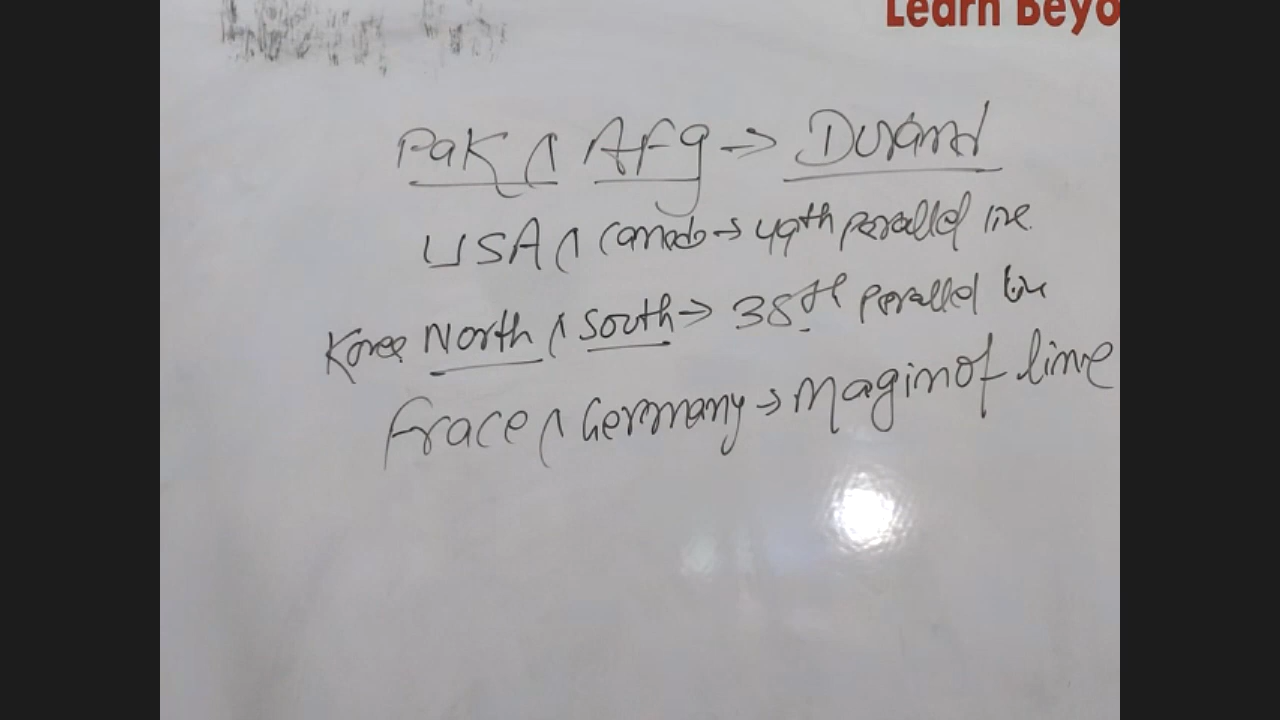 Learn Beyo
Pak / Afg → Durand
USA / Canada → 49th parallel line
Korea North / South → 38th parallel line
France / Germany → Maginot line